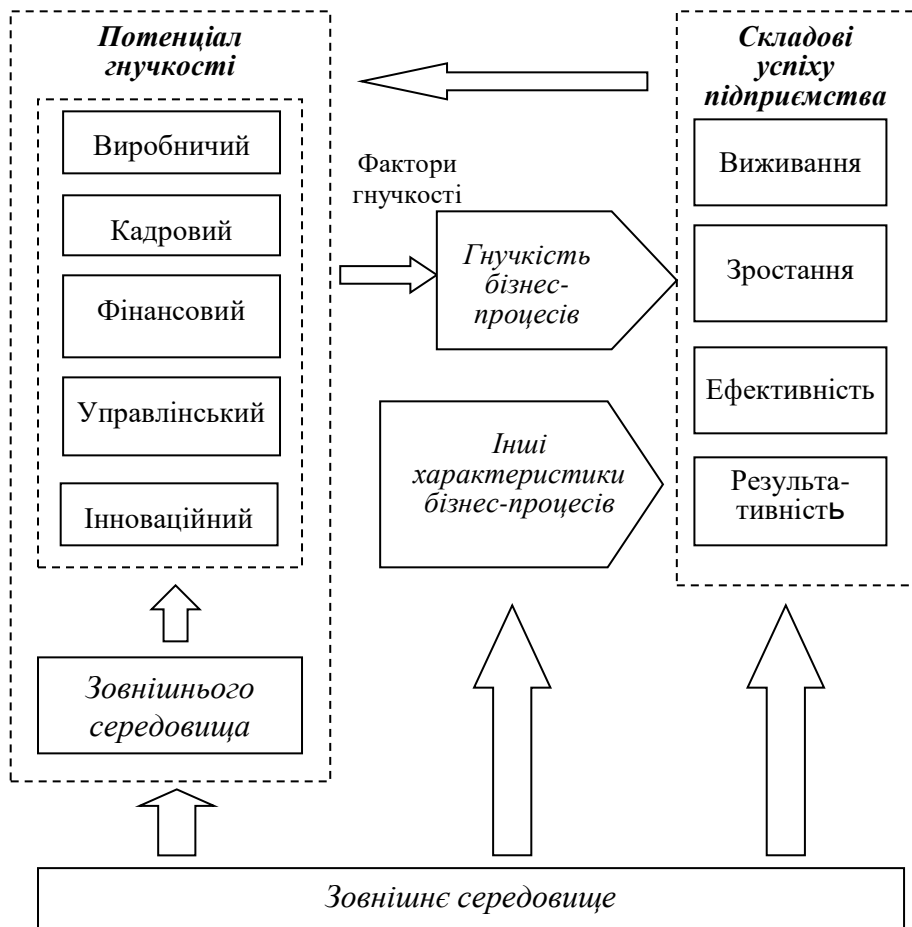 Потенціал
гнучкості
Виробничий
Кадровий
Фінансовий
Управлінський
Інноваційний
Зовнішнього
середовища
Фактори
гнучкості
Гнучкість
бізнес-
процесів
Інші
характеристики
бізнес-процесів
Складові
успіху
підприємства
Виживання
Зростання
Ефективність
Результа-
тивність
Зовнішнє середовище